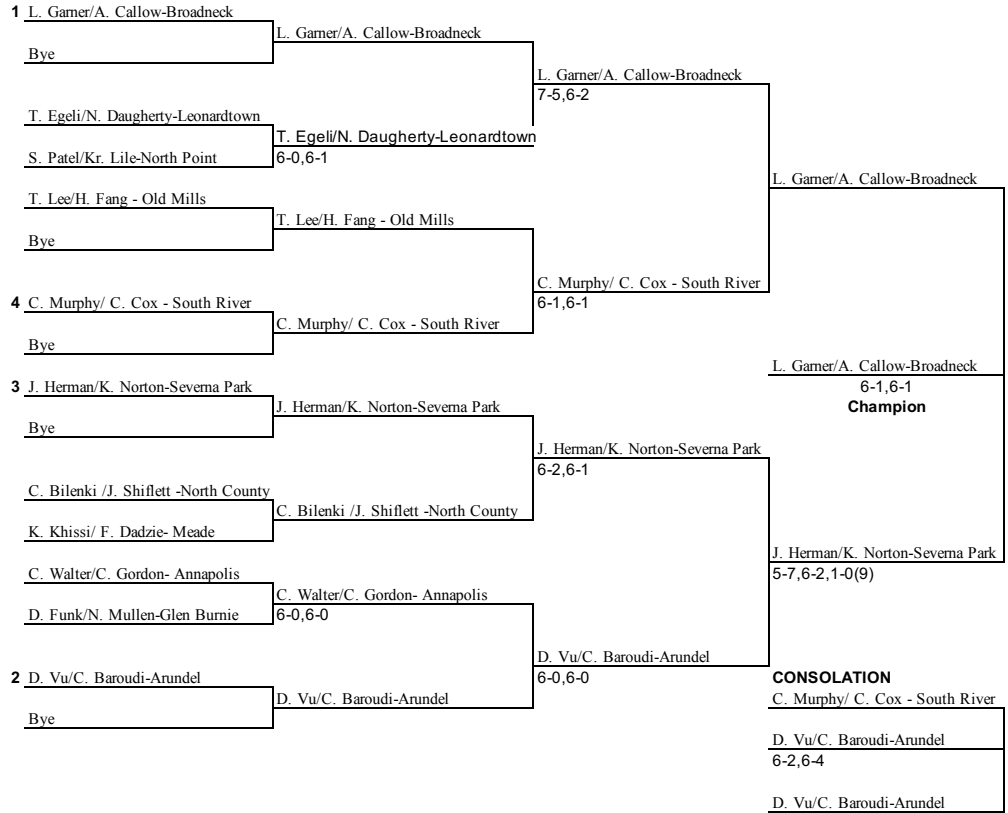 1 L. Garner/A. Callow-Broadneck
L. Garner/A. Callow-Broadneck
Bye
L. Garner/A. Callow-Broadneck
7-5,6-2
T. Egeli/N. Daugherty-Leonardtown
T. Egeli/N. Daugherty-Leonardtown
S. Patel/Kr. Lile-North Point
6-0,6-1
L. Garner/A. Callow-Broadneck
T. Lee/H. Fang - Old Mills
T. Lee/H. Fang - Old Mills
Bye
C. Murphy/ C. Cox - South River
6-1,6-1
4 C. Murphy/ C. Cox - South River
C. Murphy/ C. Cox - South River
Bye
L. Garner/A. Callow-Broadneck
6-1,6-1
Champion
3 J. Herman/K. Norton-Severna Park
J. Herman/K. Norton-Severna Park
Bye
J. Herman/K. Norton-Severna Park
6-2,6-1
C. Bilenki /J. Shiflett -North County
C. Bilenki /J. Shiflett -North County
K. Khissi/ F. Dadzie- Meade
J. Herman/K. Norton-Severna Park
5-7,6-2,1-0(9)
C. Walter/C. Gordon- Annapolis
C. Walter/C. Gordon- Annapolis
D. Funk/N. Mullen-Glen Burnie
6-0,6-0
D. Vu/C. Baroudi-Arundel
6-0,6-0
2 D. Vu/C. Baroudi-Arundel
D. Vu/C. Baroudi-Arundel
Bye
CONSOLATION
C. Murphy/ C. Cox - South River
D. Vu/C. Baroudi-Arundel
6-2,6-4
D. Vu/C. Baroudi-Arundel